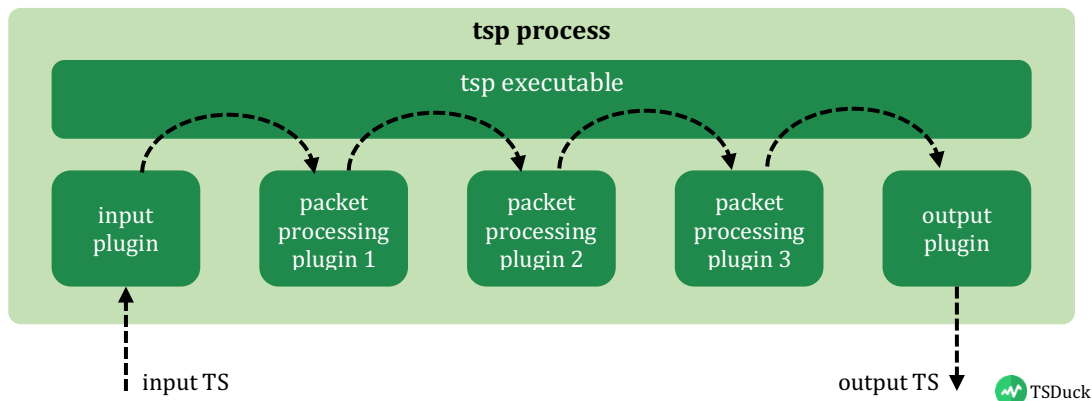 tsp process
tsp executable
input
plugin
packet
processing
plugin 1
packet
processing
plugin 2
packet
processing
plugin 3
output
plugin
input TS
output TS
TSDuck